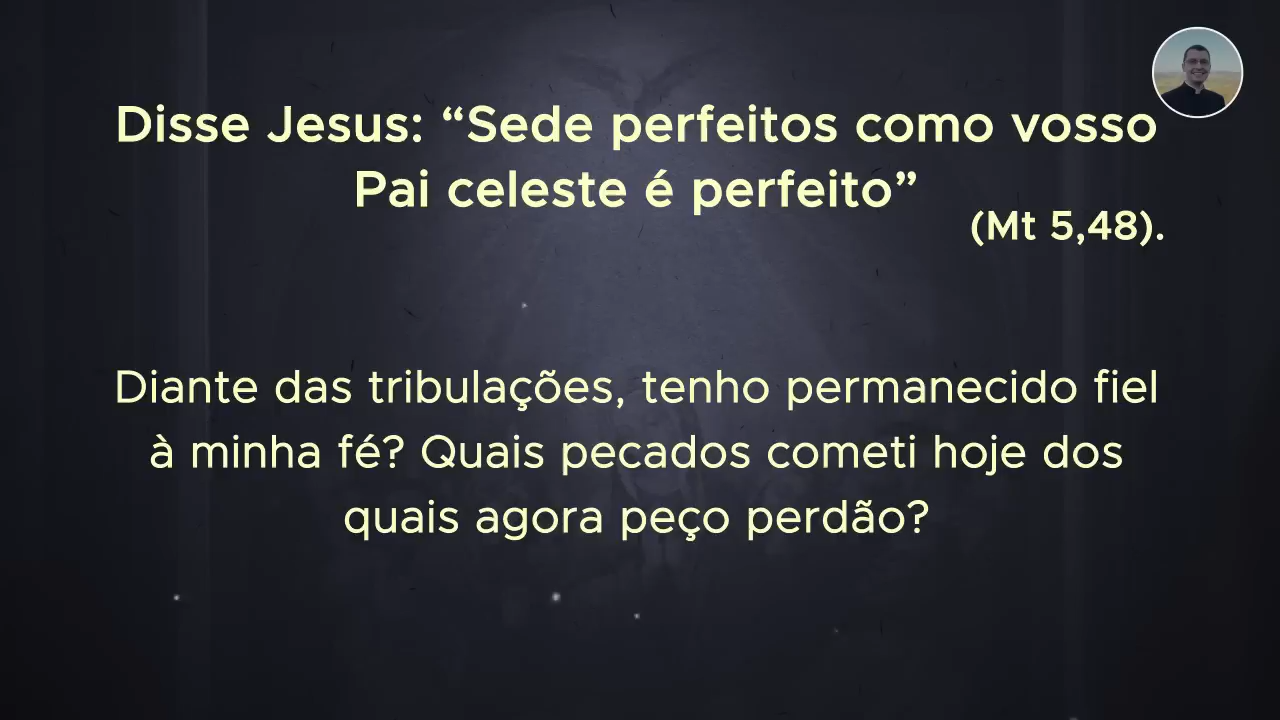 Disse Jesus: “Sede perfeitos como vosso
Pai celeste é perfeito”
(Mt 5,48).
Diante das tribulações, tenho permanecido fiel
à minha fé? Quais pecados cometi hoje dos
quais agora peço perdão?